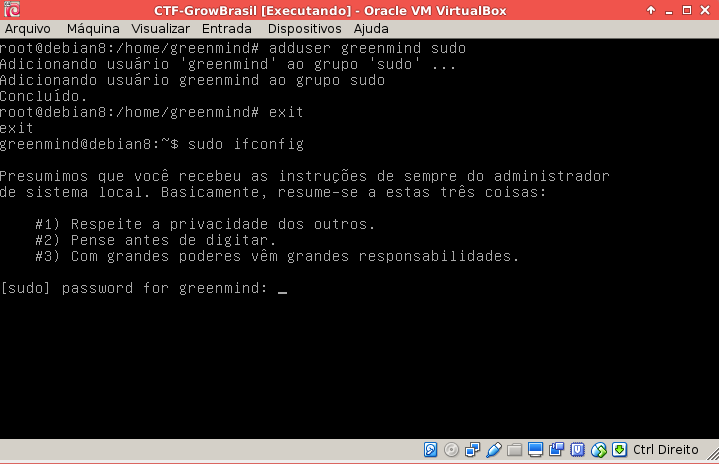 CTF-GrowBrasil [Executando] - Oracle VM VirtualBox
Arquivo Máquina Visualizar Entrada Dispositivos Ajuda
root@debian8:/home/greenmind# adduser greenmind sudo
Adicionando usuário 'greenmind' ao grupo 'sudo' ...
Adicionando usuário greenmind ao grupo sudo
Concluído.
root@debian8:/home/greenmind# exit
exit
greenmind@debian8:~$ sudo ifconfig
Presumimos que você recebeu as instruções de sempre do administrador
de sistema local. Basicamente, resume-se a estas três coisas:
#1) Respeite a privacidade dos outros.
#2) Pense antes de digitar.
#3) Com grandes poderes vêm grandes responsabilidades.
[sudo] password for greenmind: _
Ctrl Direito